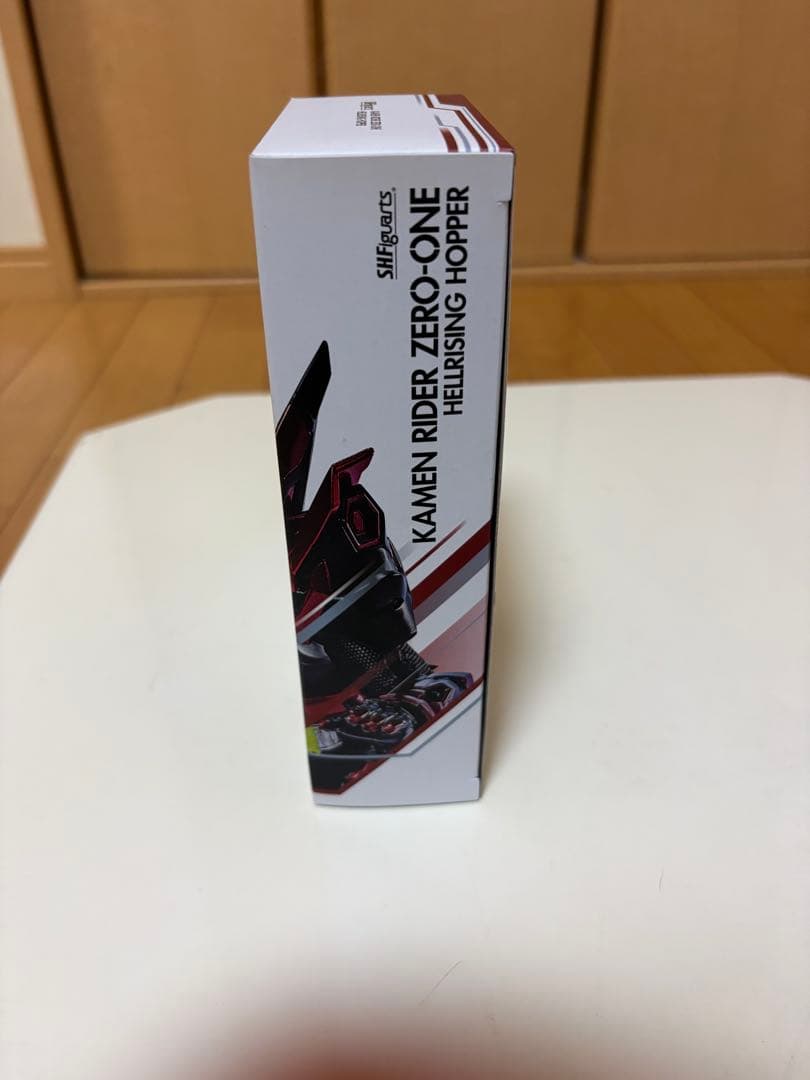 S.H.Figuarts
KAMEN RIDER ZERO-ONE
HELLRISING HOPPER